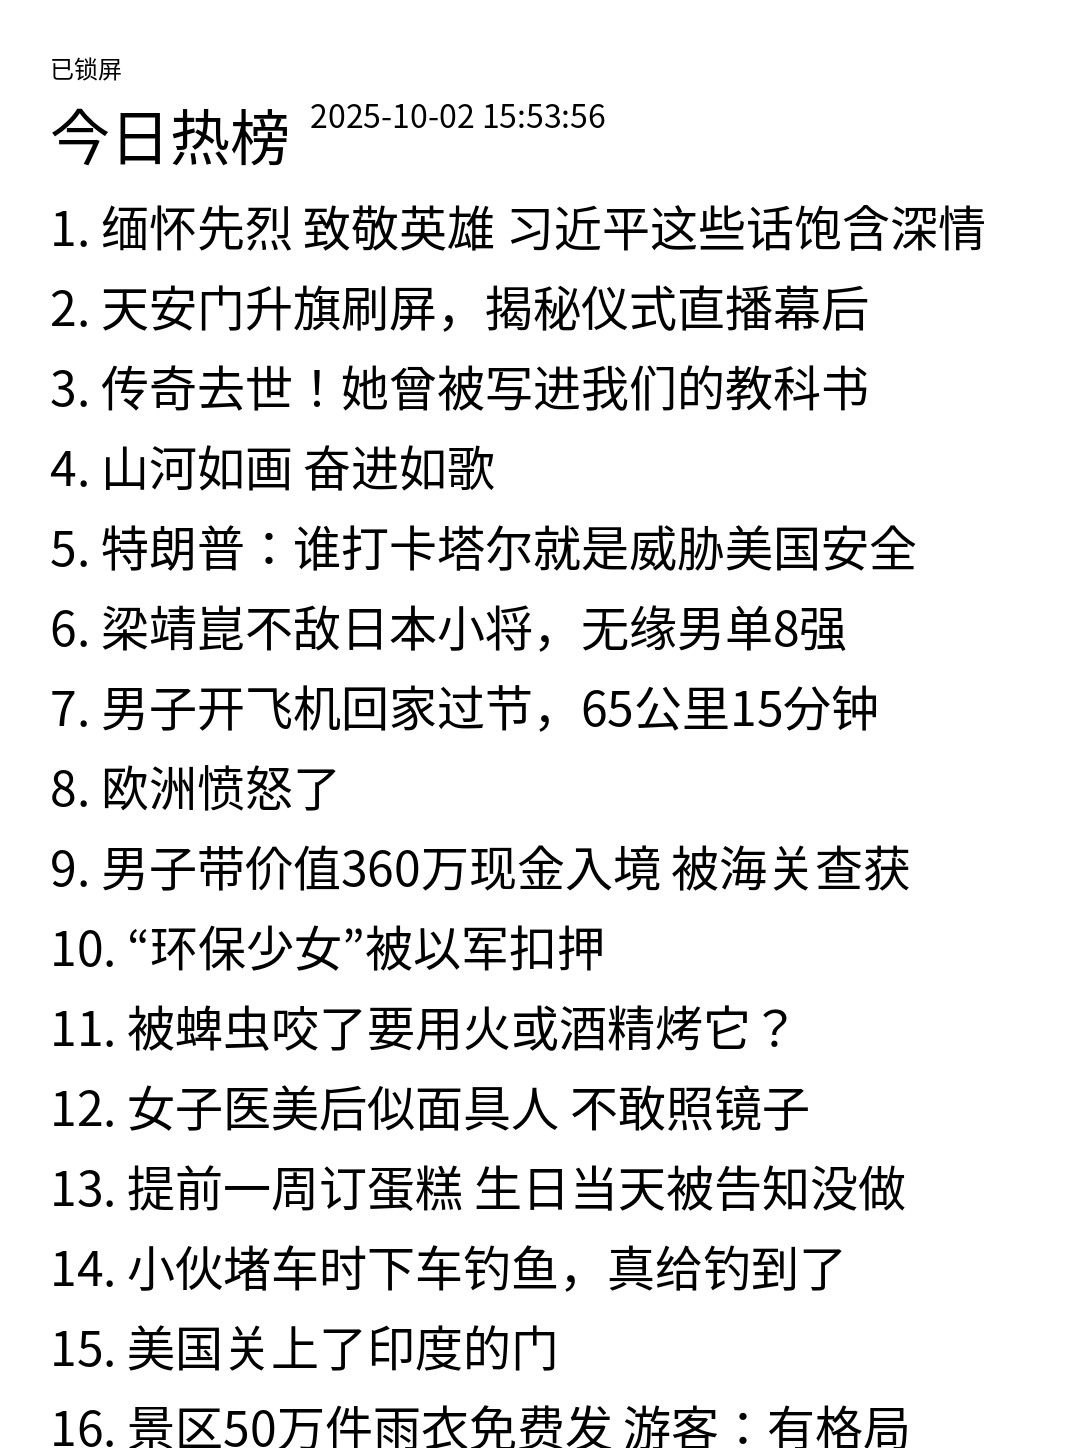 已锁屏
今日热榜 2025-10-02 15:53:56
1. 缅怀先烈 致敬英雄 习近平这些话饱含深情
2. 天安门升旗刷屏，揭秘仪式直播幕后
3. 传奇去世！她曾被写进我们的教科书
4. 山河如画 奋进如歌
5. 特朗普：谁打卡塔尔就是威胁美国安全
6. 梁靖崑不敌日本小将，无缘男单8强
7. 男子开飞机回家过节，65公里15分钟
8. 欧洲愤怒了
9. 男子带价值360万现金入境 被海关查获
10. “环保少女”被以军扣押
11. 被蜱虫咬了要用火或酒精烤它？
12. 女子医美后似面具人 不敢照镜子
13. 提前一周订蛋糕 生日当天被告知没做
14. 小伙堵车时下车钓鱼，真给钓到了
15. 美国关上了印度的门
16. 景区50万件雨衣免费发 游客：有格局